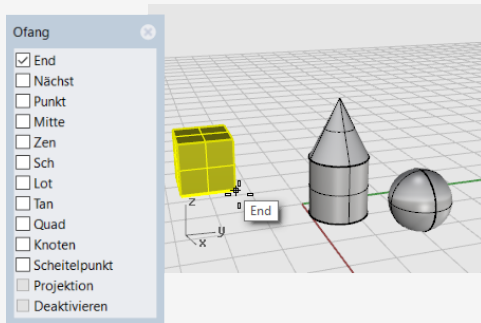 Ofang
End
Nächst
Punkt
Mitte
Zen
Sch
Lot
Tan
Quad
Knoten
Scheitelpunkt
Projektion
Deaktivieren
z
y
x
End